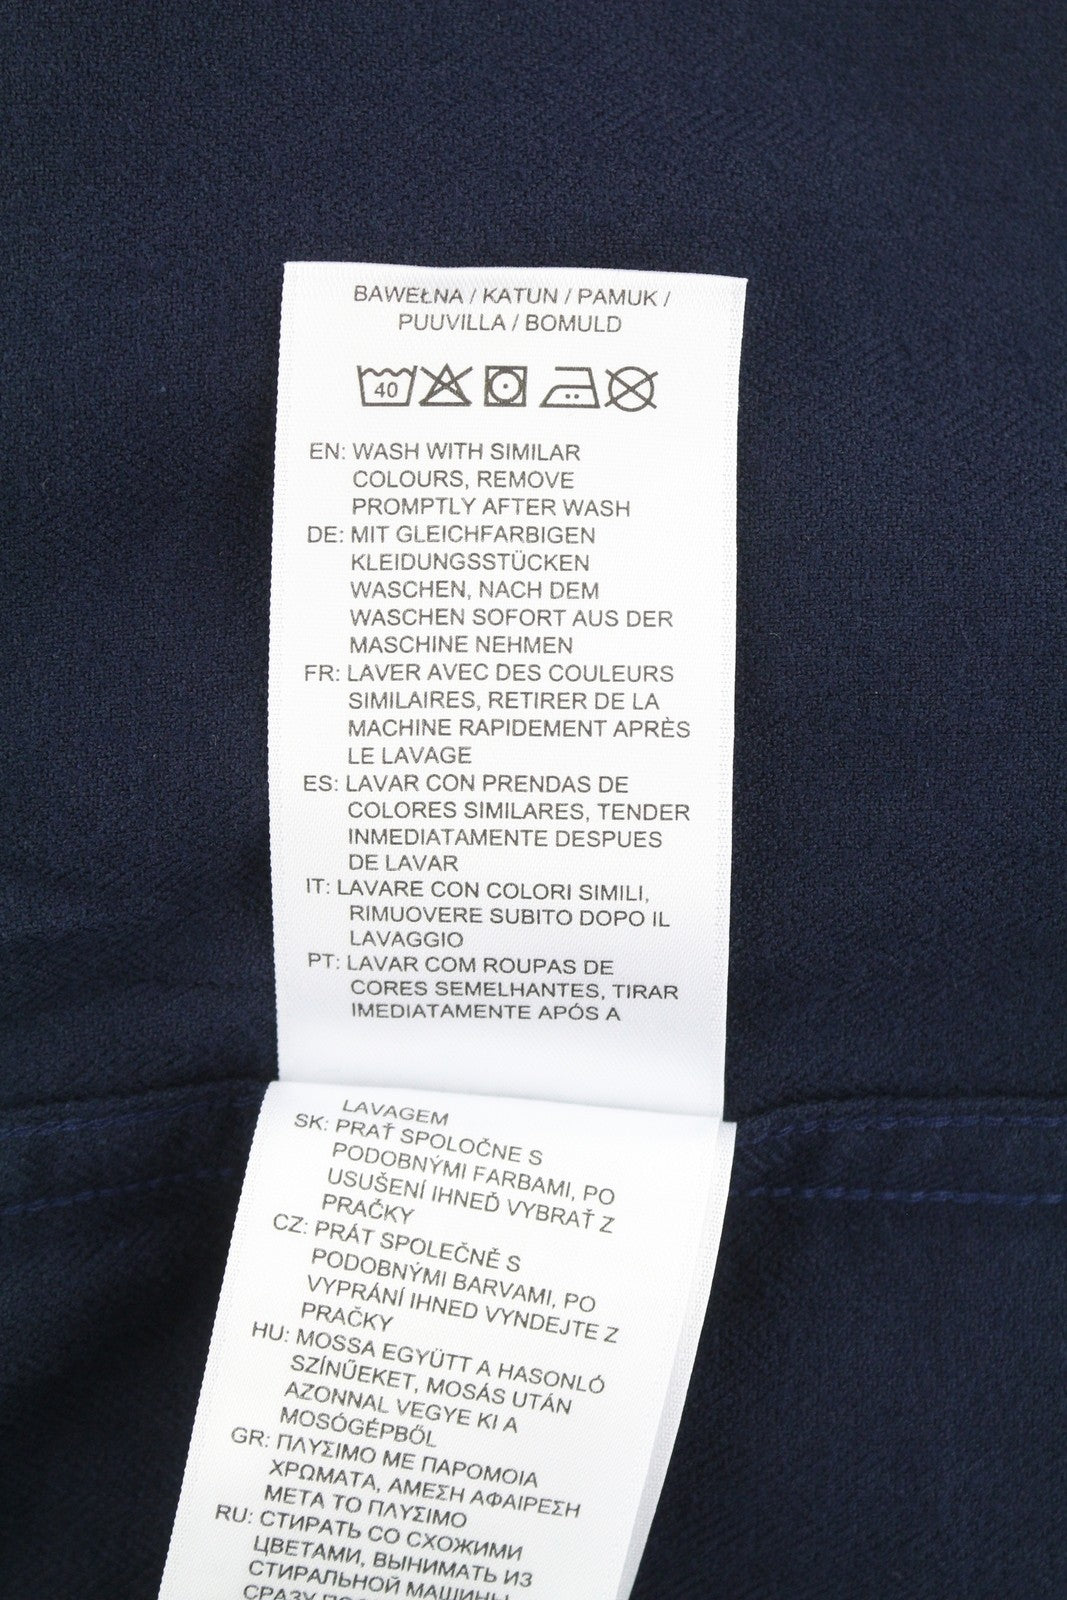 BAWEŁNA / KATUN / PAMUK /
PUUVILLA / BOMULD
40
EN: WASH WITH SIMILAR
COLOURS, REMOVE
PROMPTLY AFTER WASH
DE: MIT GLEICHFARBIGEN
KLEIDUNGSSTÜCKEN
WASCHEN, NACH DEM
WASCHEN SOFORT AUS DER
MASCHINE NEHMEN
FR: LAVER AVEC DES COULEURS
SIMILAIRES, RETIRER DE LA
MACHINE RAPIDEMENT APRÈS
LE LAVAGE
ES: LAVAR CON PRENDAS DE
COLORES SIMILARES, TENDER
INMEDIATAMENTE DESPUES
DE LAVAR
IT: LAVARE CON COLORI SIMILI,
RIMUOVERE SUBITO DOPO IL
LAVAGGIO
PT: LAVAR COM ROUPAS DE
CORES SEMELHANTES, TIRAR
IMEDIATAMENTE APÓS A
LAVAGEM
SK: PRAŤ SPOLOČNE S
PODOBNÝMI FARBAMI, PO
USUŠENÍ IHNEĎ VYBRAŤ Z
PRAČKY
CZ: PRÁT SPOLEČNĚ S
PODOBNÝMI BARVAMI, PO
VYPRÁNÍ IHNED VYNDEJTE Z
PRAČKY
HU: MOSSA EGYÜTT A HASONLÓ
SZÍNŰEKET, MOSÁS UTÁN
AZONNAL VEGYE KI A
MOSÓGÉPBŐL
GR: ΠΛΥΣΙΜΟ ΜΕ ΠΑΡΟΜΟΙΑ
ΧΡΩΜΑΤΑ, ΑΜΕΣΗ ΑΦΑΙΡΕΣΗ
ΜΕΤΑ ΤΟ ΠΛΥΣΙΜΟ
RU: СТИРАТЬ СО СХОЖИМИ
ЦВЕТАМИ, ВЫНИМАТЬ ИЗ
СТИРАЛЬНОЙ МАШИНЫ
СРАЗУ